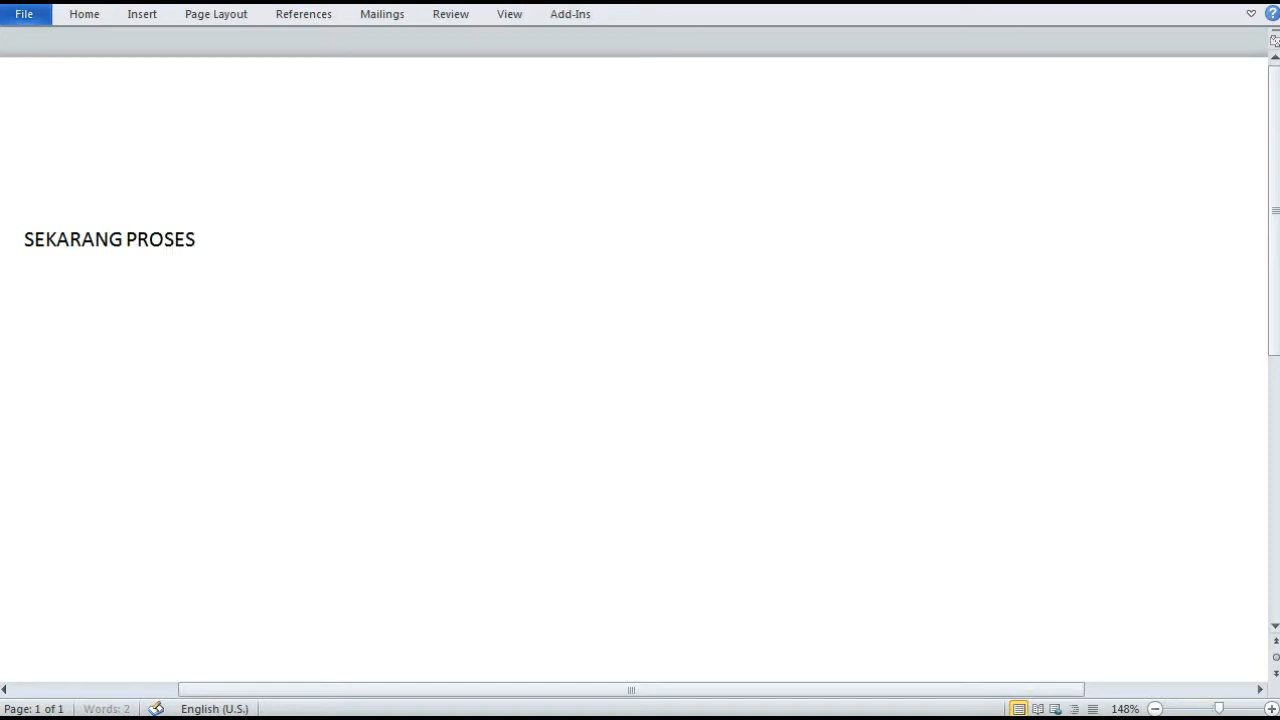 File Home Insert Page Layout References Mailings Review View Add-Ins
SEKARANG PROSES
Page: 1 of 1 Words: 2 English (U.S.) 148%